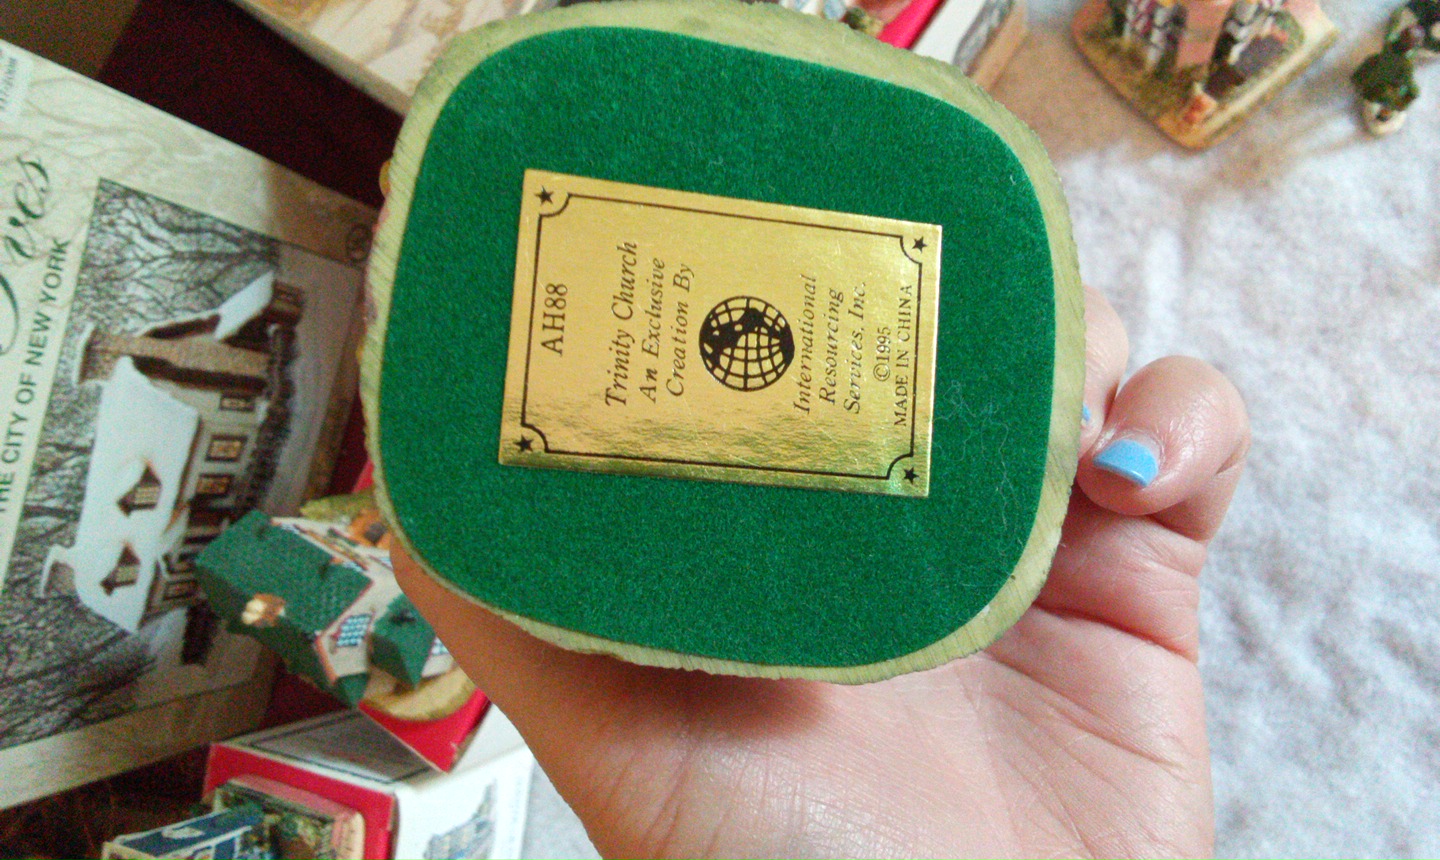 AH88
Trinity Church
An Exclusive
Creation By
International
Resourcing
Services, Inc.
©1995
MADE IN CHINA
THE CITY OF NEW YORK